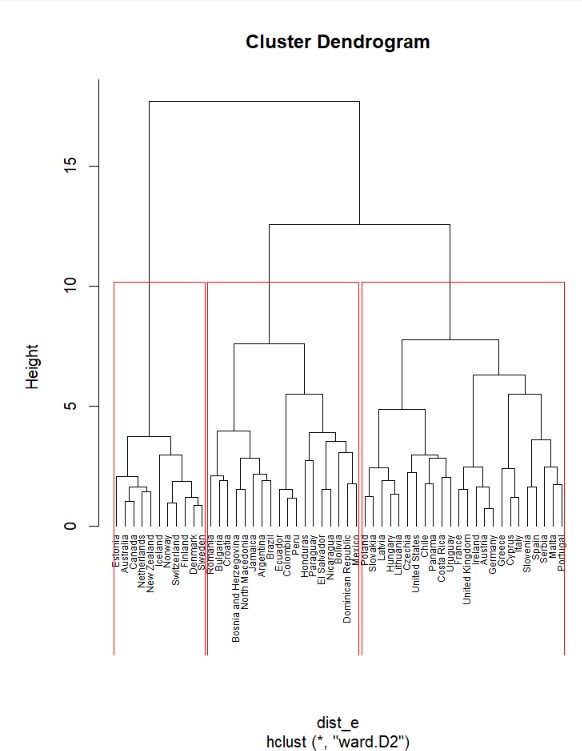 Cluster Dendrogram
Height
15
10
5
0
Estonia
Australia
Canada
Netherlands
New Zealand
Iceland
Norway
Switzerland
Finland
Denmark
Sweden
Romania
Bulgaria
Croatia
Bosnia and Herzegovina
North Macedonia
Jamaica
Argentina
Brazil
Ecuador
Colombia
Peru
Honduras
Paraguay
El Salvador
Nicaragua
Bolivia
Dominican Republic
Mexico
Poland
Slovakia
Latvia
Hungary
Lithuania
Czechia
United States
Chile
Panama
Costa Rica
Uruguay
France
United Kingdom
Ireland
Austria
Germany
Greece
Cyprus
Italy
Slovenia
Spain
Serbia
Malta
Portugal
dist_e
hclust (*, "ward.D2")